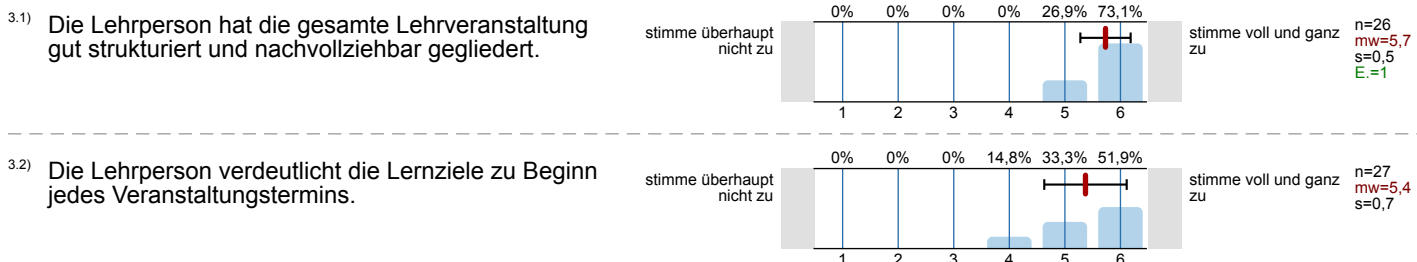 3.1) Die Lehrperson hat die gesamte Lehrveranstaltung
gut strukturiert und nachvollziehbar gegliedert.
stimme überhaupt
nicht zu
0% 0% 0% 0% 26,9% 73,1%
1 2 3 4 5 6
stimme voll und ganz
zu
n=26
mw=5,7
s=0,5
E.=1
3.2) Die Lehrperson verdeutlicht die Lernziele zu Beginn
jedes Veranstaltungstermins.
stimme überhaupt
nicht zu
0% 0% 0% 14,8% 33,3% 51,9%
1 2 3 4 5 6
stimme voll und ganz
zu
n=27
mw=5,4
s=0,7